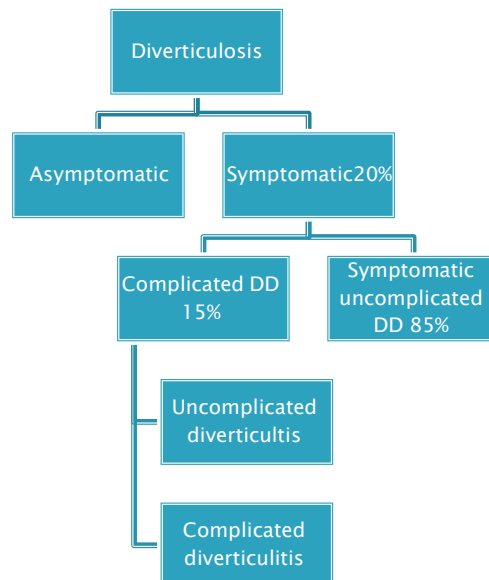 Diverticulosis
Asymptomatic
Symptomatic20%
Complicated DD
15%
Symptomatic
uncomplicated
DD 85%
Uncomplicated
diverticultis
Complicated
diverticulitis